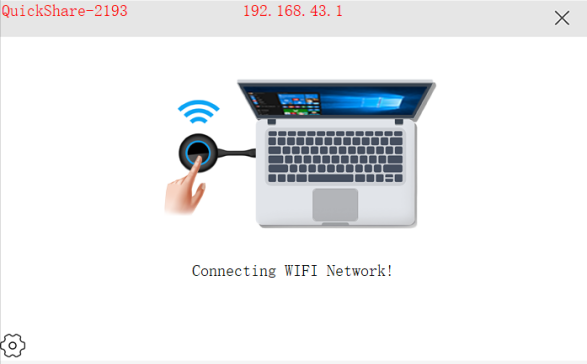 QuickShare-2193 192.168.43.1
Connecting WIFI Network!